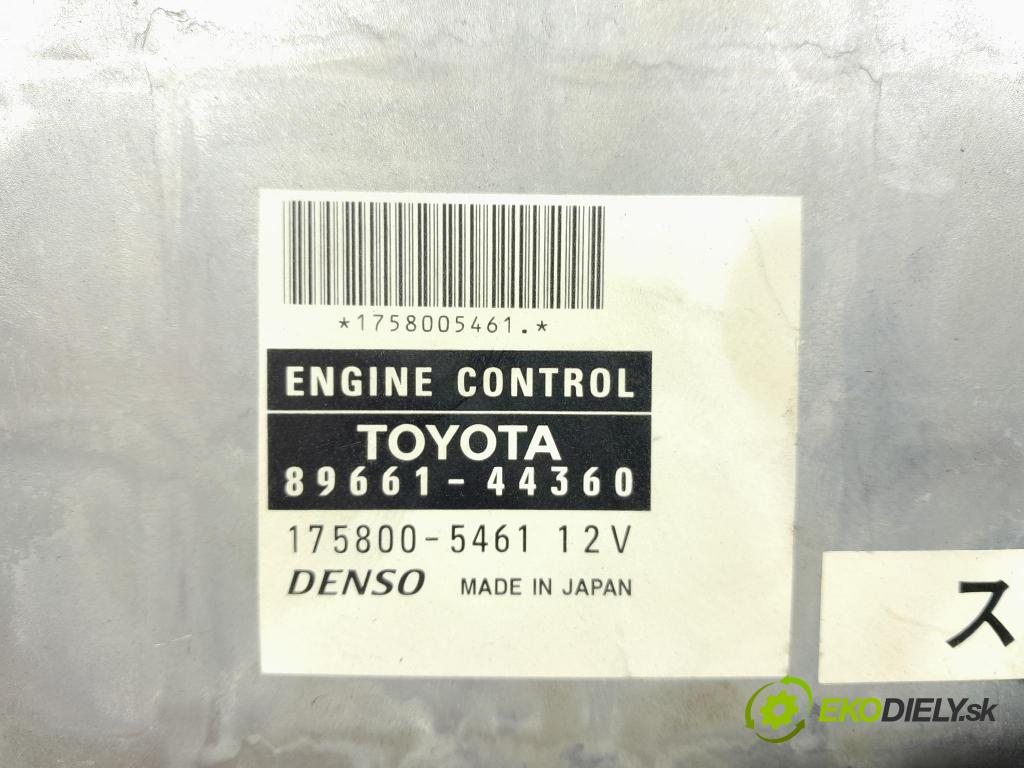 *1758005461.*
ENGINE CONTROL
TOYOTA
89661-44360
175800-5461 12V
DENSO MADE IN JAPAN
ス
EKODIELY.sk